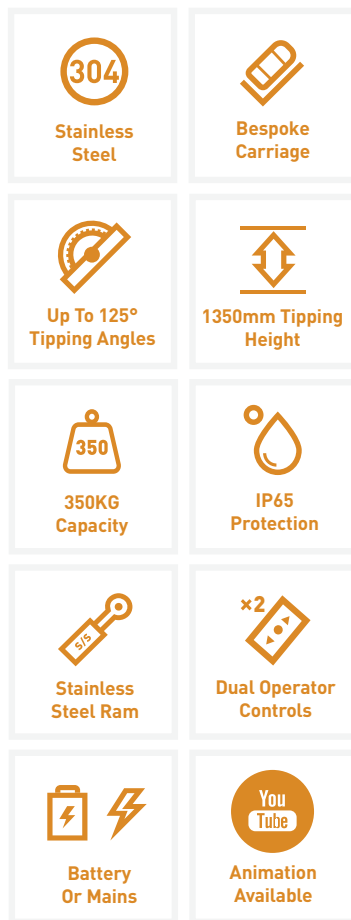 304
Stainless
Steel
Bespoke
Carriage
Up To 125°
Tipping Angles
1350mm Tipping
Height
350
350KG
Capacity
IP65
Protection
s/s
Stainless
Steel Ram
×2
Dual Operator
Controls
Battery
Or Mains
You
Tube
Animation
Available